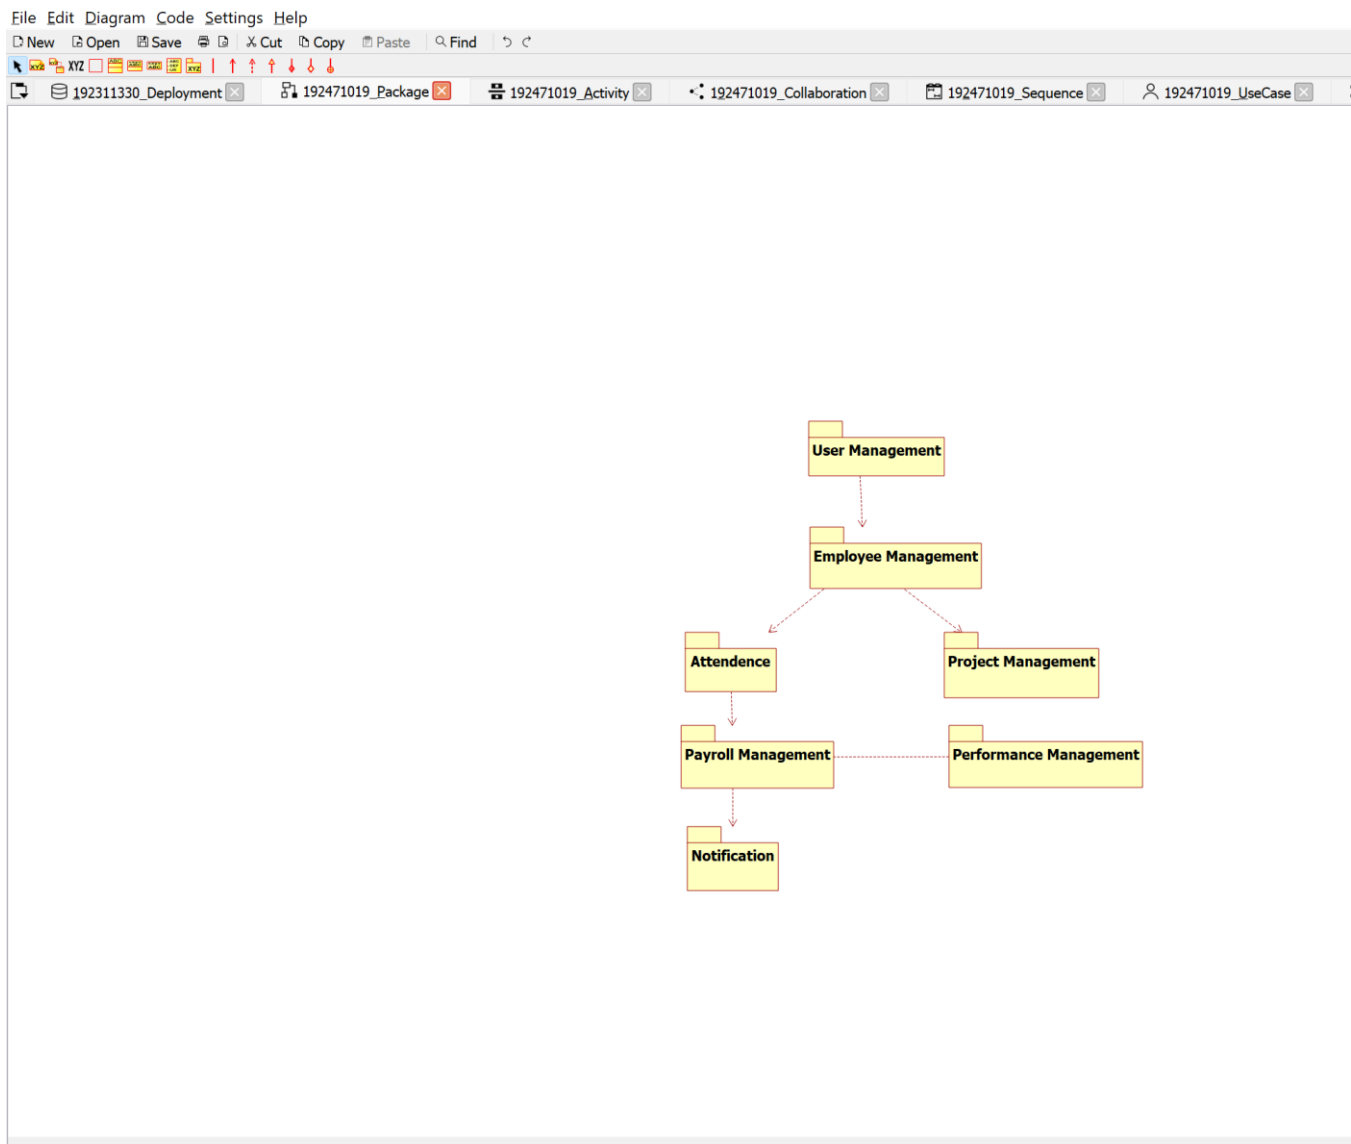 File Edit Diagram Code Settings Help
New Open Save Cut Copy Paste Find
XYZ
192311330_Deployment 192471019_Package 192471019_Activity 192471019_Collaboration 192471019_Sequence 192471019_UseCase
User Management
Employee Management
Attendence Project Management
Payroll Management Performance Management
Notification